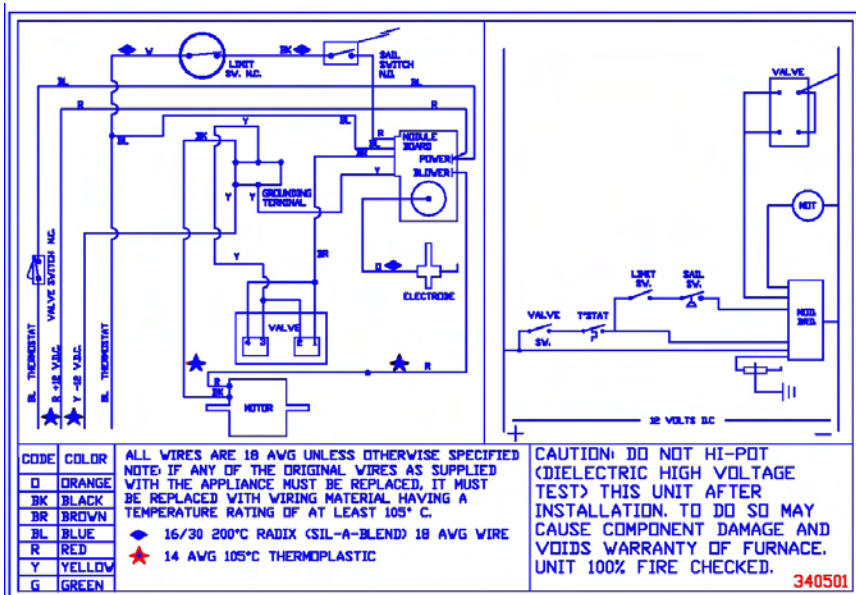 W
LIMIT
SW. N.C.
BK
SAIL
SWITCH
N.O.
BL
BL
R
R
Y
BK
BL
BL
R
BL
BR
Y
MODULE
BOARD
POWER
BLOWER
Y
Y
GROUNDING
TERMINAL
Y
BR
O
ELECTRODE
VALVE
4 3 2 1
R
BK
MOTOR
R
BL THERMOSTAT
R +12 V.D.C.
VALVE SWITCH N.C.
Y -12 V.D.C.
BL THERMOSTAT
VALVE
MOT
LIMIT
SW.
SAIL
SW.
VALVE
SW.
T'STAT
MOD.
BRD.
12 VOLTS DC
+
-
CODE COLOR
O ORANGE
BK BLACK
BR BROWN
BL BLUE
R RED
Y YELLOW
G GREEN
ALL WIRES ARE 18 AWG UNLESS OTHERWISE SPECIFIED
NOTE: IF ANY OF THE ORIGINAL WIRES AS SUPPLIED
WITH THE APPLIANCE MUST BE REPLACED, IT MUST
BE REPLACED WITH WIRING MATERIAL HAVING A
TEMPERATURE RATING OF AT LEAST 105° C.
16/30 200°C RADIX (SIL-A-BLEND) 18 AWG WIRE
14 AWG 105°C THERMOPLASTIC
CAUTION: DO NOT HI-POT
(DIELECTRIC HIGH VOLTAGE
TEST) THIS UNIT AFTER
INSTALLATION. TO DO SO MAY
CAUSE COMPONENT DAMAGE AND
VOIDS WARRANTY OF FURNACE.
UNIT 100% FIRE CHECKED.
340501